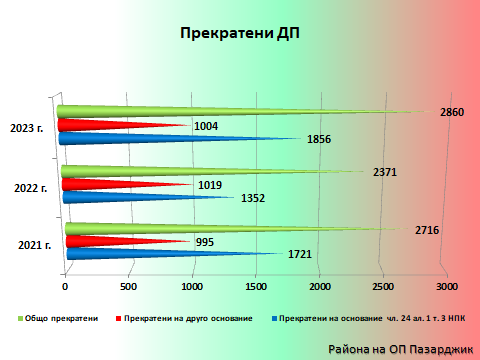 Прекратени ДП
2023 г.
2860
1004
1856
2022 г.
2371
1019
1352
2021 г.
2716
995
1721
0 500 1000 1500 2000 2500 3000
Общо прекратени Прекратени на друго основание Прекратени на основание чл. 24 ал. 1 т. 3 НПК
Района на ОП Пазарджик